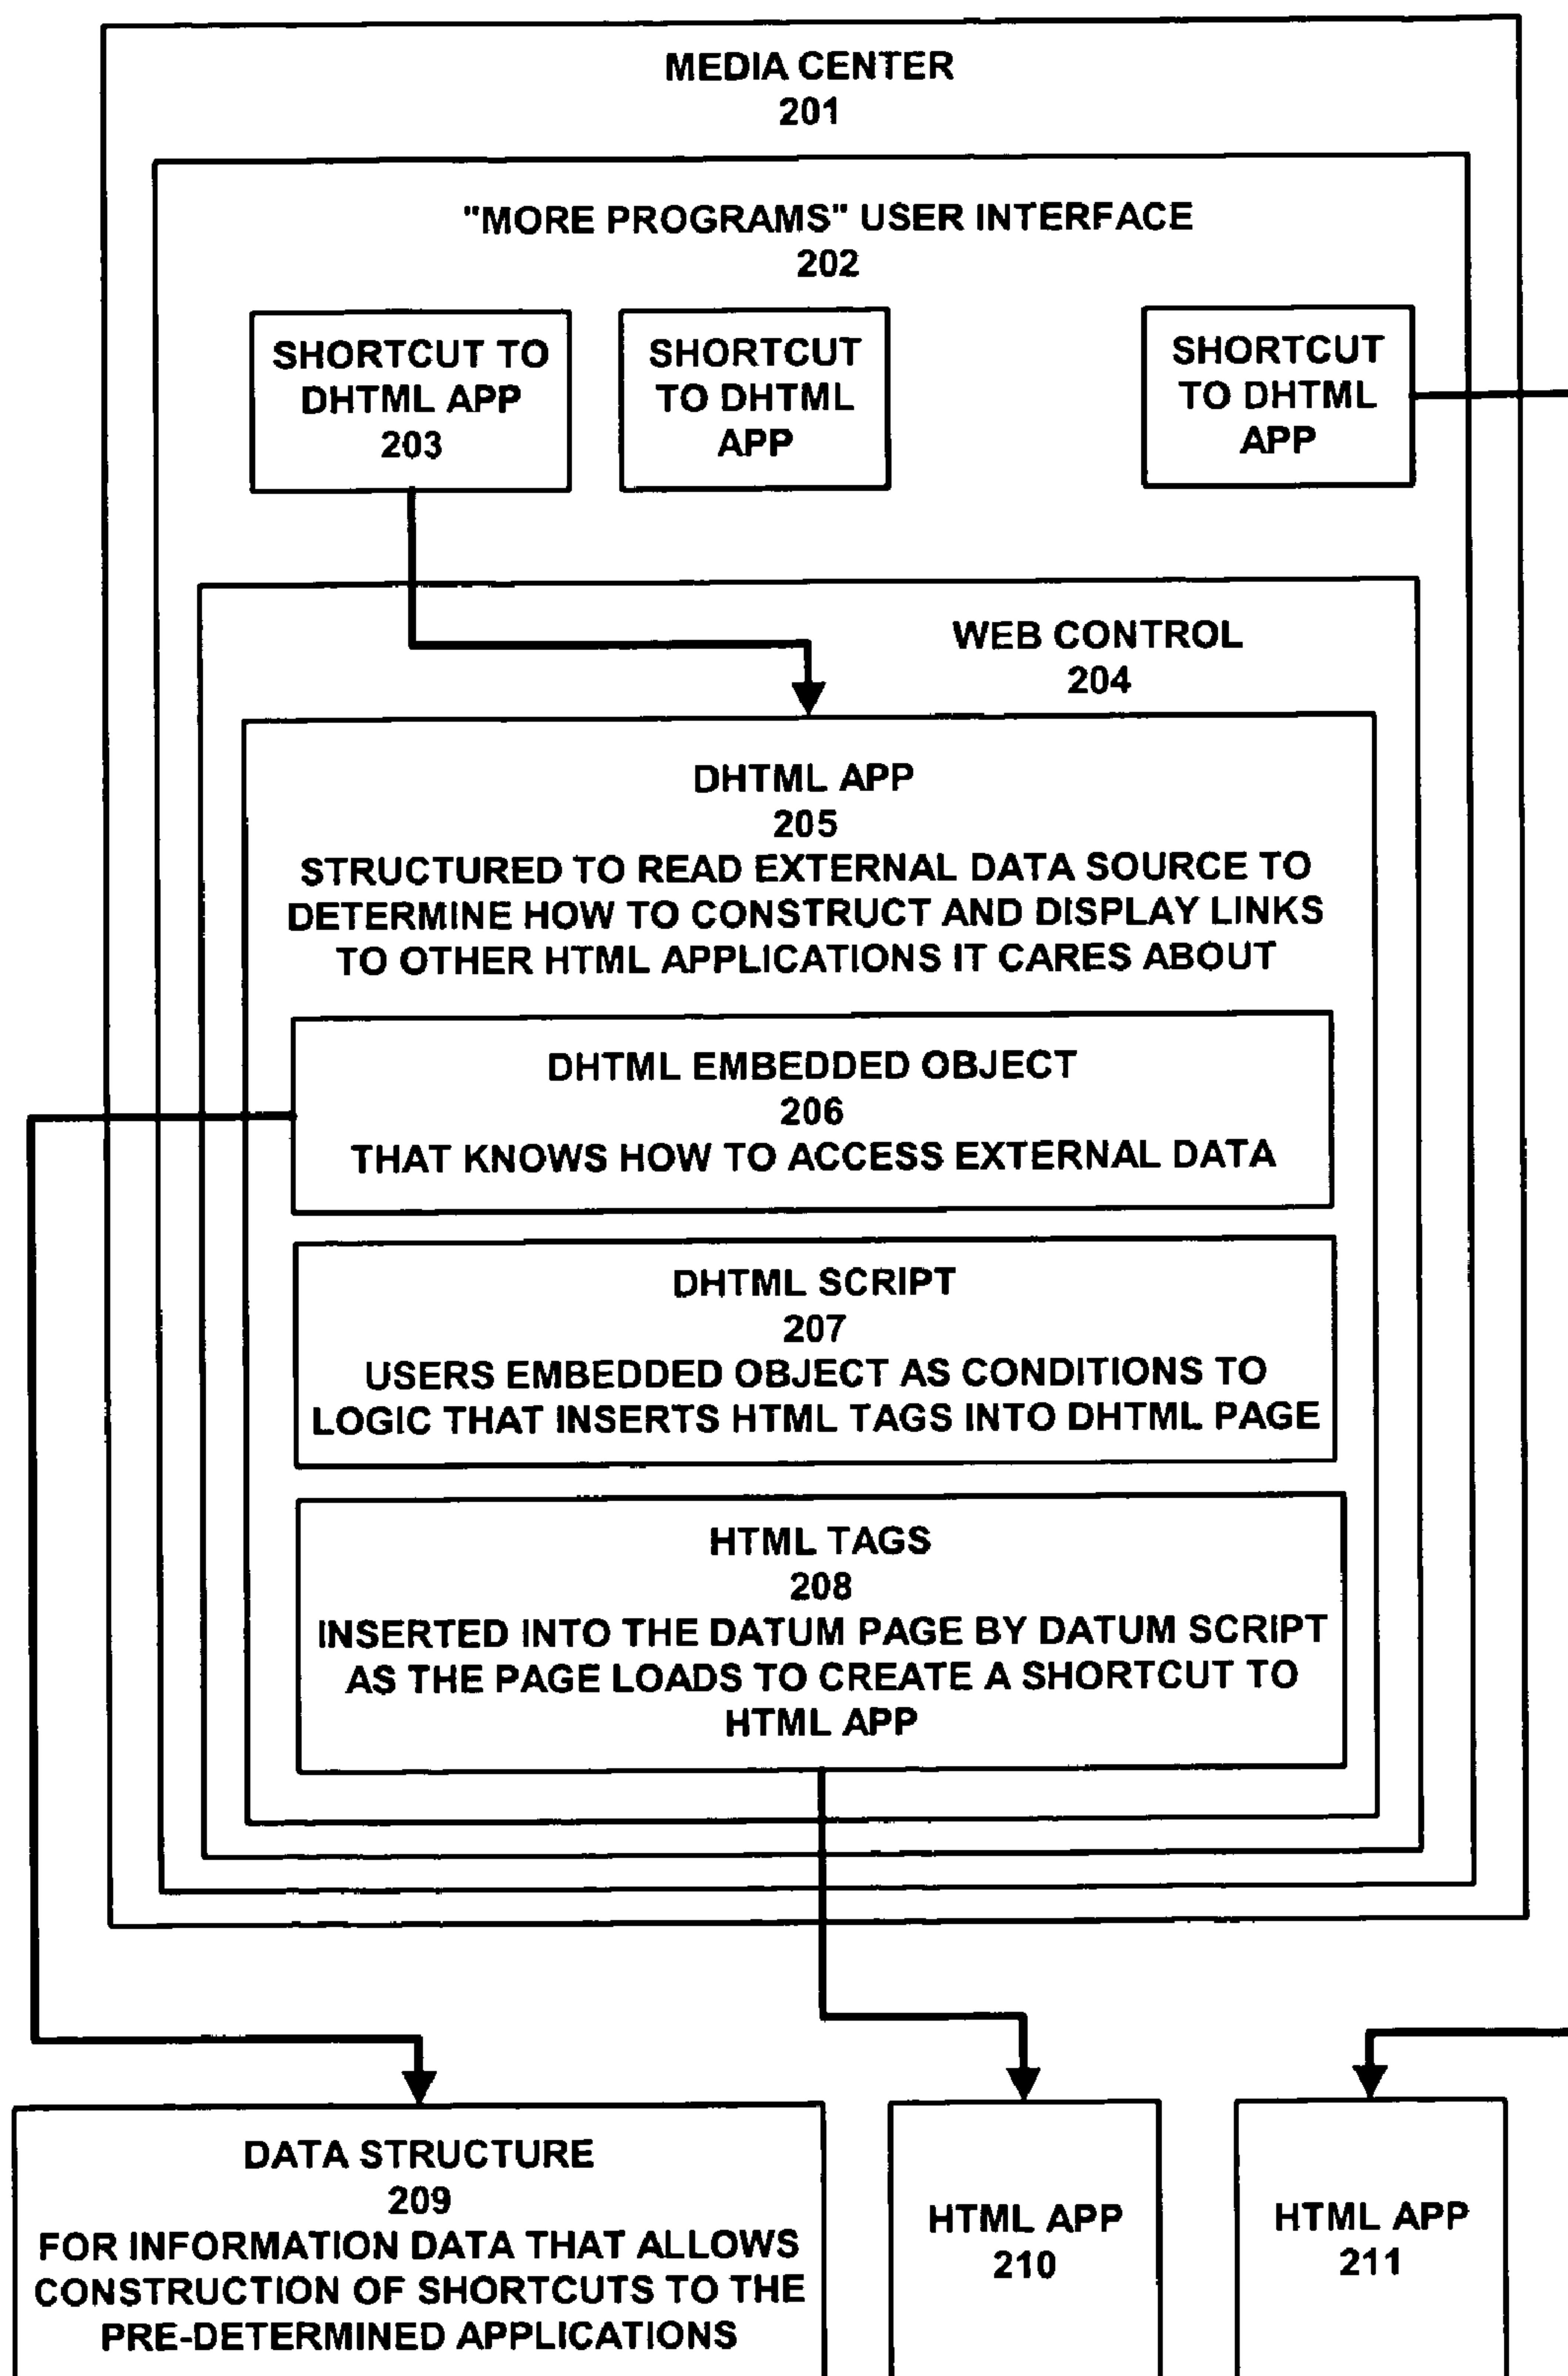 MEDIA CENTER
201
"MORE PROGRAMS" USER INTERFACE
202
SHORTCUT TO
DHTML APP
203
SHORTCUT
TO DHTML
APP
SHORTCUT
TO DHTML
APP
WEB CONTROL
204
DHTML APP
205
STRUCTURED TO READ EXTERNAL DATA SOURCE TO
DETERMINE HOW TO CONSTRUCT AND DISPLAY LINKS
TO OTHER HTML APPLICATIONS IT CARES ABOUT
DHTML EMBEDDED OBJECT
206
THAT KNOWS HOW TO ACCESS EXTERNAL DATA
DHTML SCRIPT
207
USERS EMBEDDED OBJECT AS CONDITIONS TO
LOGIC THAT INSERTS HTML TAGS INTO DHTML PAGE
HTML TAGS
208
INSERTED INTO THE DATUM PAGE BY DATUM SCRIPT
AS THE PAGE LOADS TO CREATE A SHORTCUT TO
HTML APP
DATA STRUCTURE
209
FOR INFORMATION DATA THAT ALLOWS
CONSTRUCTION OF SHORTCUTS TO THE
PRE-DETERMINED APPLICATIONS
HTML APP
210
HTML APP
211